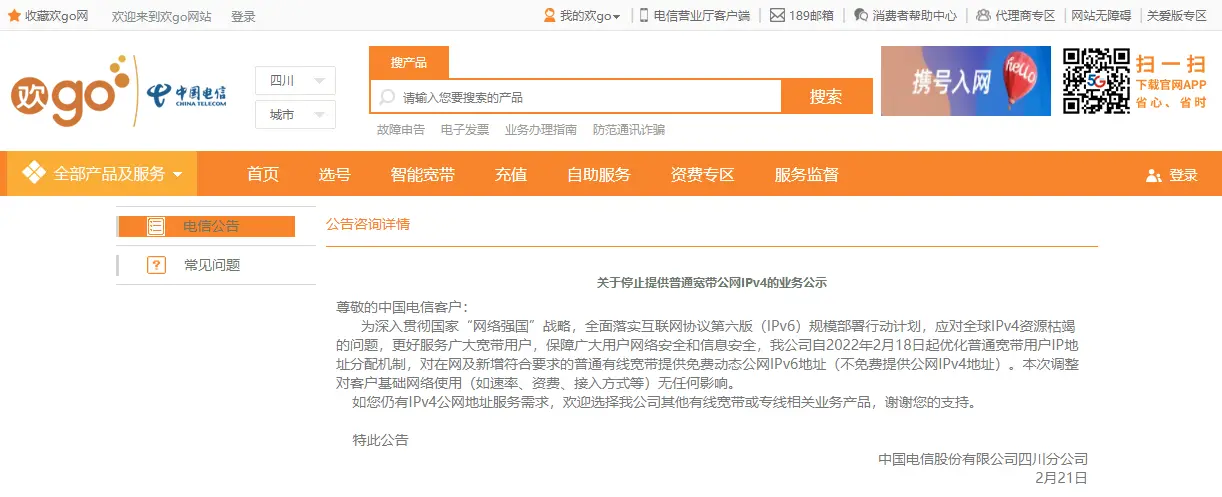 收藏欢go网 欢迎来到欢go网站 登录 我的欢go 电信营业厅客户端 189邮箱 消费者帮助中心 代理商专区 网站无障碍 关爱版专区
欢go 中国电信 CHINA TELECOM
四川
城市
搜产品
请输入您要搜索的产品 搜索
故障申告 电子发票 业务办理指南 防范通讯诈骗
携号入网 hello
5G
扫一扫
下载官网APP
省心、省时
全部产品及服务 首页 选号 智能宽带 充值 自助服务 资费专区 服务监督 登录
电信公告
常见问题
公告咨询详情
关于停止提供普通宽带公网IPv4的业务公示
尊敬的中国电信客户：
为深入贯彻国家“网络强国”战略，全面落实互联网协议第六版（IPv6）规模部署行动计划，应对全球IPv4资源枯竭
的问题，更好服务广大宽带用户，保障广大用户网络安全和信息安全，我公司自2022年2月18日起优化普通宽带用户IP地
址分配机制，对在网及新增符合要求的普通有线宽带提供免费动态公网IPv6地址（不免费提供公网IPv4地址）。本次调整
对客户基础网络使用（如速率、资费、接入方式等）无任何影响。
如您仍有IPv4公网地址服务需求，欢迎选择我公司其他有线宽带或专线相关业务产品，谢谢您的支持。
特此公告
中国电信股份有限公司四川分公司
2月21日